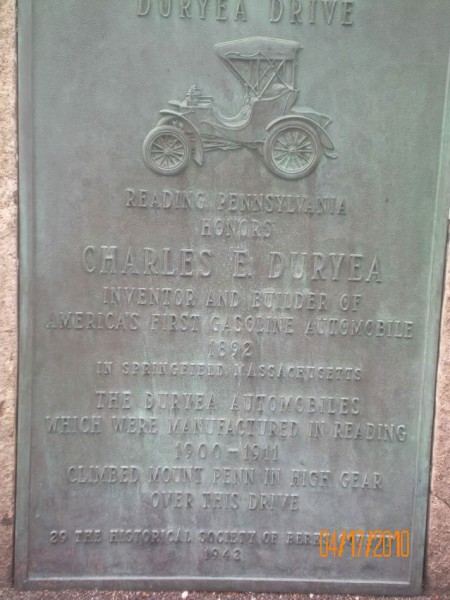 DURYEA DRIVE
READING PENNSYLVANIA
HONORS
CHARLES E. DURYEA
INVENTOR AND BUILDER OF
AMERICA'S FIRST GASOLINE AUTOMOBILE
1892
IN SPRINGFIELD MASSACHUSETTS
THE DURYEA AUTOMOBILES
WHICH WERE MANUFACTURED IN READING
1900-1911
CLIMBED MOUNT PENN IN HIGH GEAR
OVER THIS DRIVE
THE HISTORICAL SOCIETY OF BERKS
1943
04/17/2010